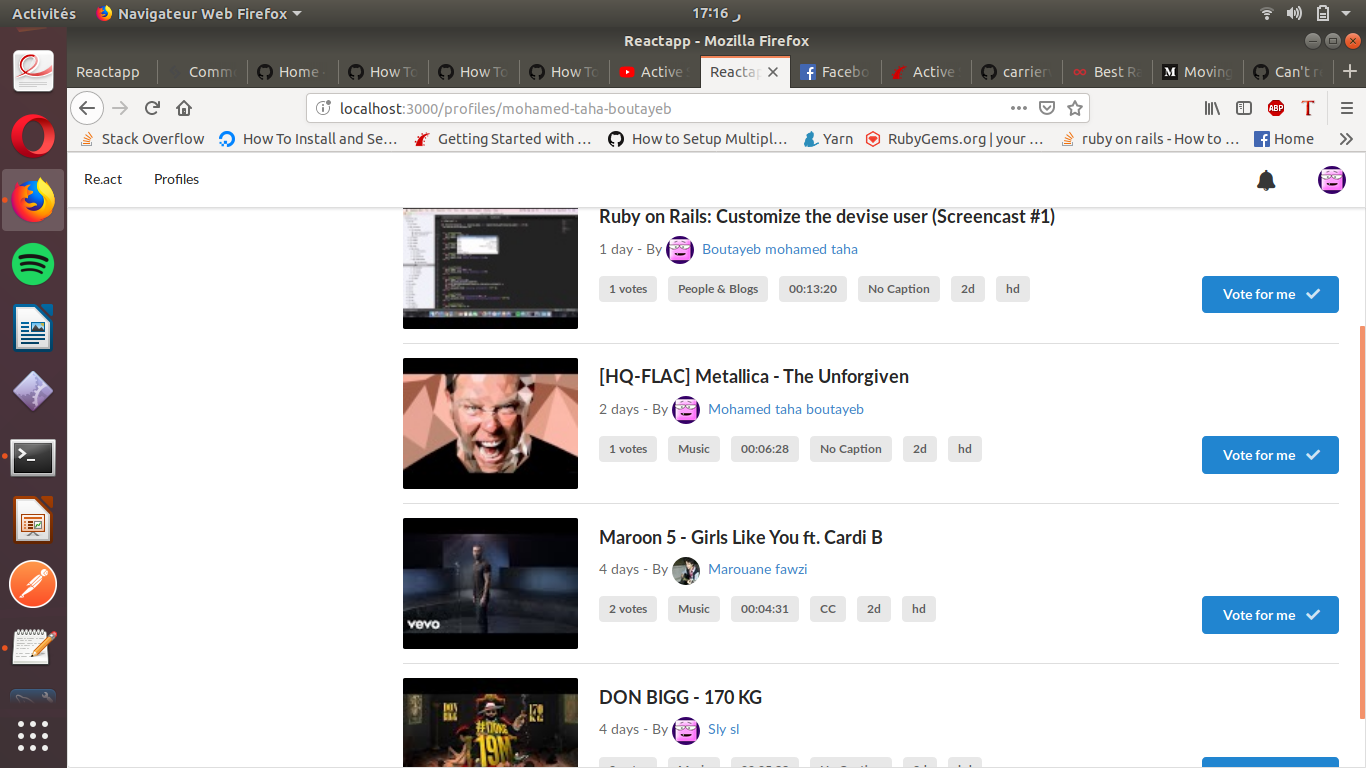 Activités Navigateur Web Firefox 17:16 ر
Reactapp - Mozilla Firefox
Reactapp Comm Home How To How To How To Active Reacta Facebo Active carrier Best Ra Moving Can't r
localhost:3000/profiles/mohamed-taha-boutayeb ABP T
Stack Overflow How To Install and Se… Getting Started with … How to Setup Multipl… Yarn RubyGems.org | your … ruby on rails - How to … Home
Re.act Profiles
Ruby on Rails: Customize the devise user (Screencast #1)
1 day - By Boutayeb mohamed taha
1 votes People & Blogs 00:13:20 No Caption 2d hd
Vote for me
[HQ-FLAC] Metallica - The Unforgiven
2 days - By Mohamed taha boutayeb
1 votes Music 00:06:28 No Caption 2d hd
Vote for me
Maroon 5 - Girls Like You ft. Cardi B
4 days - By Marouane fawzi
2 votes Music 00:04:31 CC 2d hd
Vote for me
vevo
DON BIGG - 170 KG
4 days - By Sly sl
DON BIGG
19M